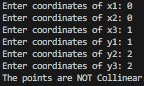 Enter coordinates of x1: 0
Enter coordinates of x2: 0
Enter coordinates of x3: 1
Enter coordinates of y1: 1
Enter coordinates of y2: 2
Enter coordinates of y3: 2
The points are NOT Collinear